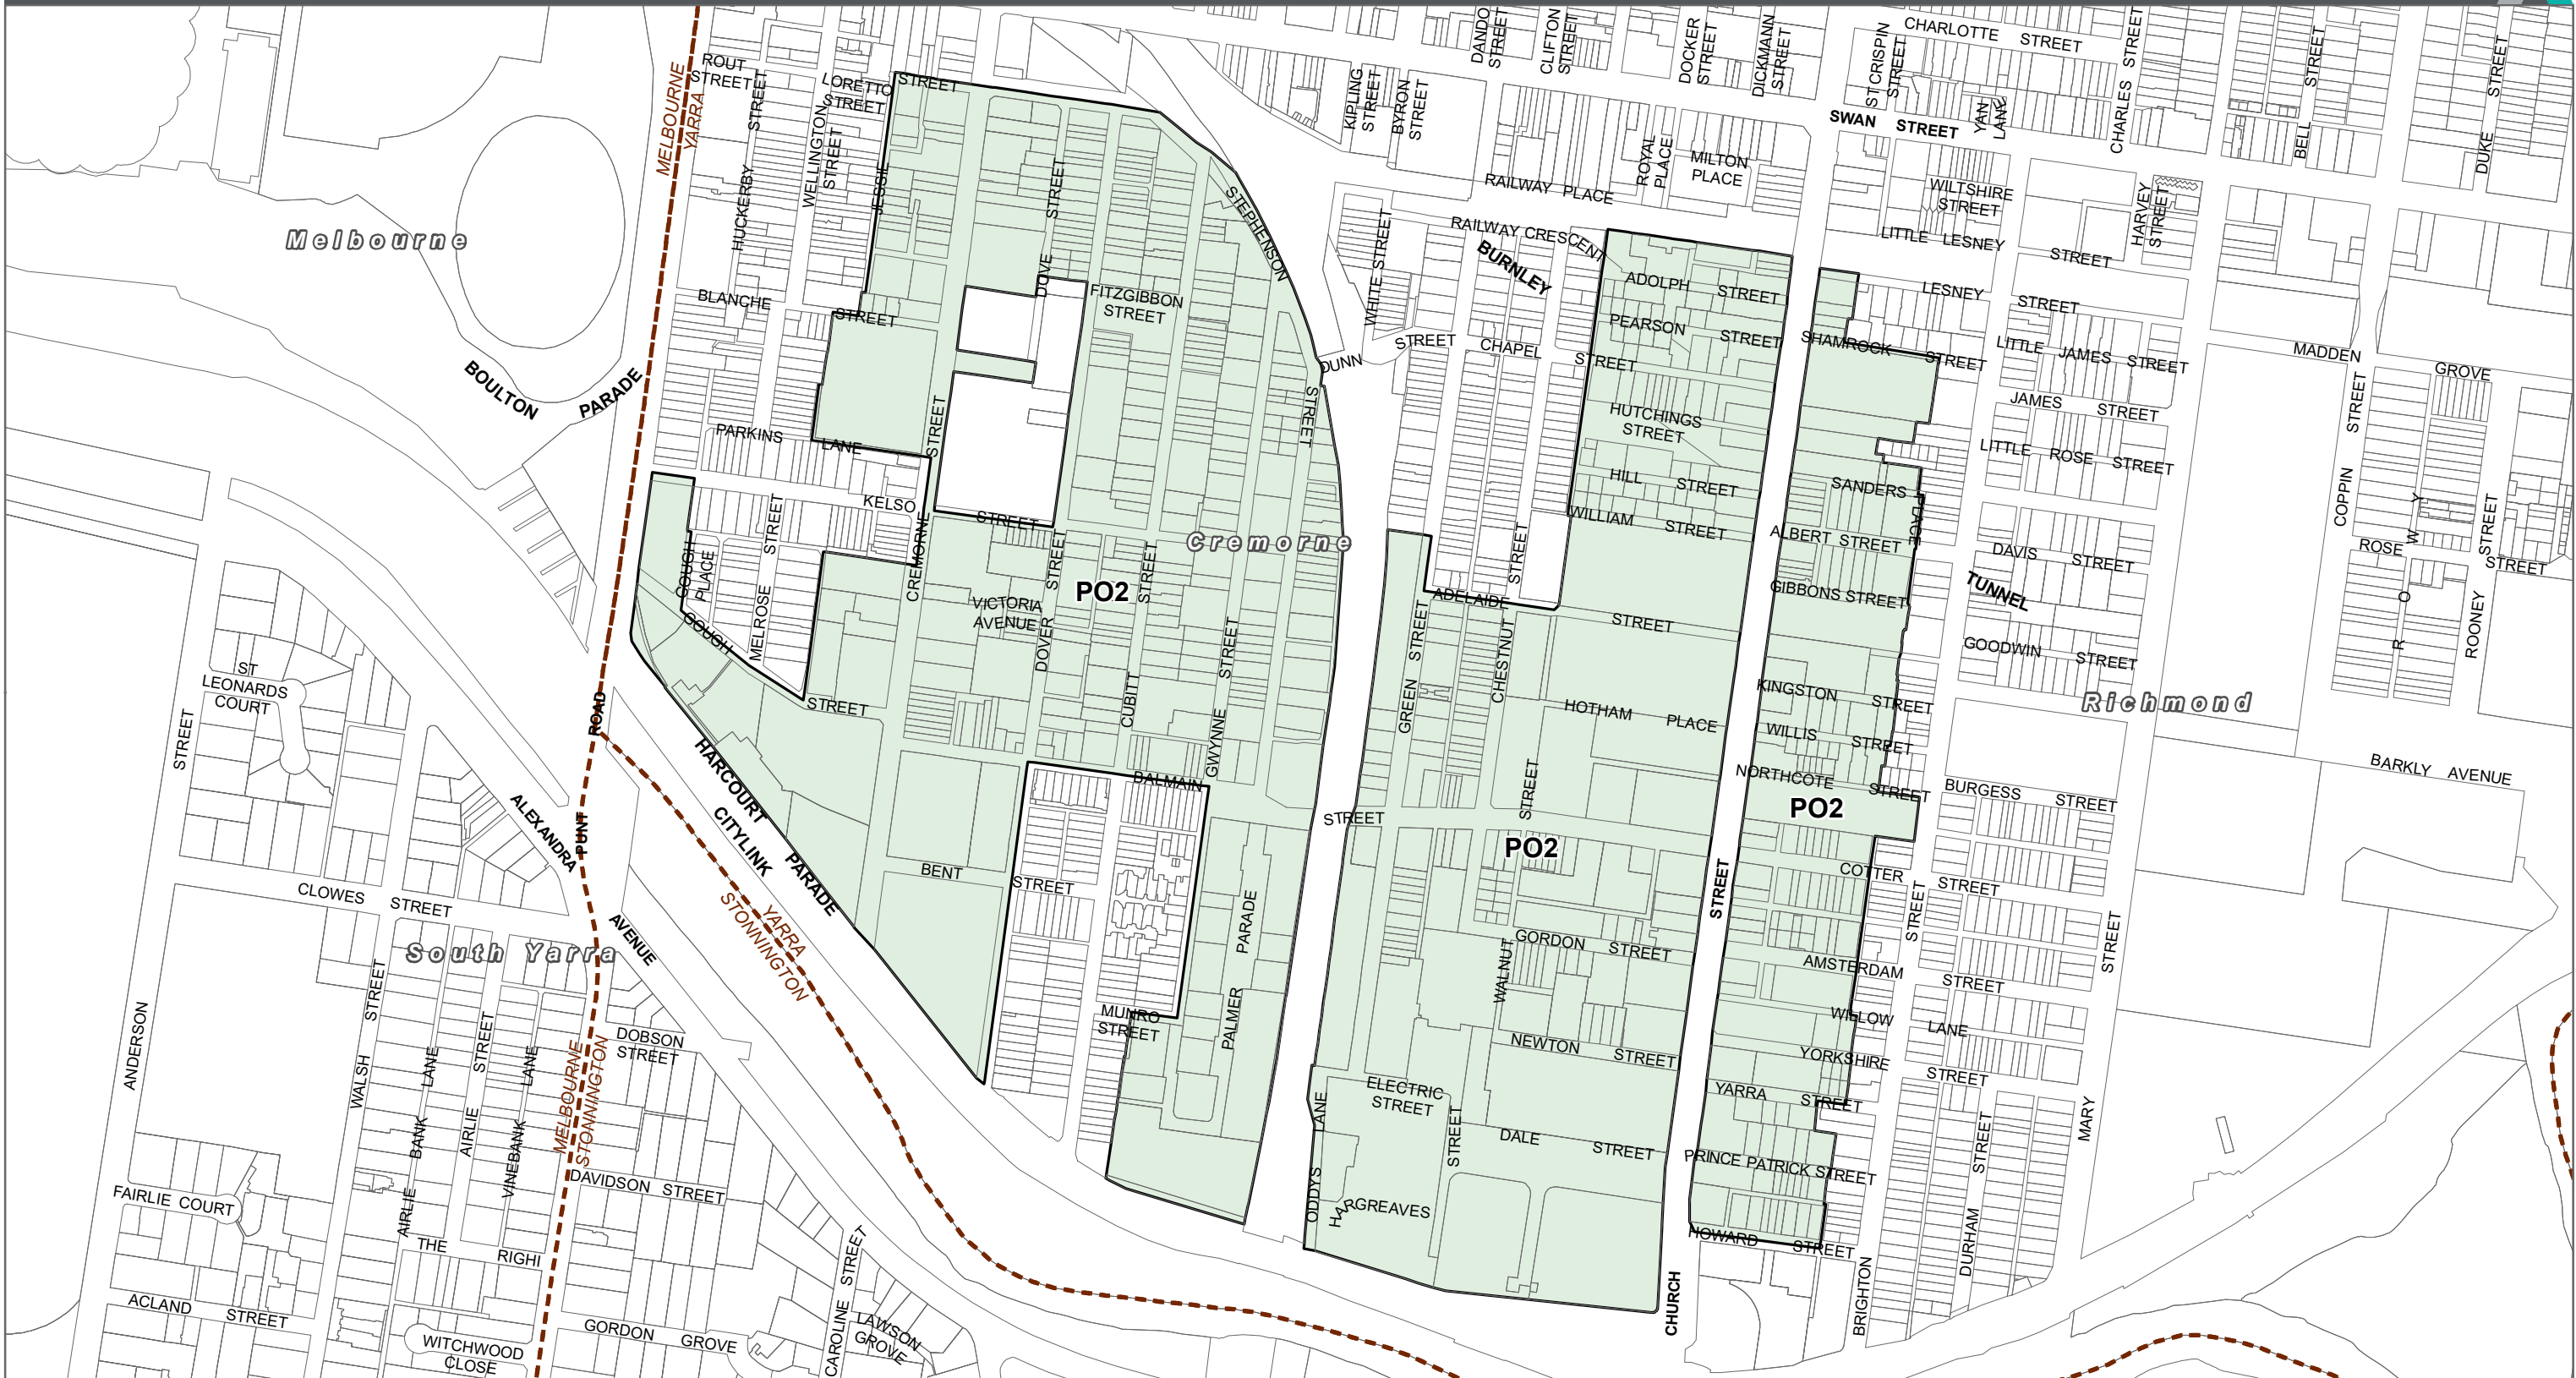 CHARLOTTE STREET
DANDO
STREET
CLIFTON
STREET
DOCKER
STREET
DICKMANN
STREET
ST CRISPIN
STREET
CHARLES STREET
BELL STREET
DUKE STREET
ROUT
STREET
LORETTO
STREET
STREET
MELBOURNE
YARRA
HUCKERBY STREET
WELLINGTON
STREET
JESSIE
DOVE STREET
STEPHENSON
STREET
KIPLING
STREET
BYRON
STREET
SWAN STREET
YAN
LANE
ROYAL
PLACE
MILTON
PLACE
RAILWAY PLACE
WILTSHIRE
STREET
HARVEY
STREET
Melbourne
RAILWAY CRESCENT
BURNLEY
WHITE STREET
LITTLE LESNEY STREET
ADOLPH STREET
LESNEY STREET
BLANCHE STREET
FITZGIBBON
STREET
PEARSON STREET
SHAMROCK STREET
LITTLE JAMES STREET
MADDEN GROVE
DUNN STREET
CHAPEL STREET
BOULTON PARADE
HUTCHINGS
STREET
JAMES STREET
PARKINS LANE
CREMORNE STREET
LITTLE ROSE STREET
HILL STREET
SANDERS PLACE
COPPIN STREET
KELSO STREET
WILLIAM STREET
ALBERT STREET
DAVIS STREET
ROSE STREET
R O W Y
ROONEY STREET
Cremorne
GOUGH
PLACE
MELROSE STREET
PO2
VICTORIA
AVENUE
DOVER STREET
CUBITT STREET
GWYNNE STREET
ADELAIDE STREET
GIBBONS STREET
TUNNEL
GREEN STREET
CHESTNUT STREET
GOODWIN STREET
GOUGH STREET
ST
LEONARDS
COURT
PUNT ROAD
HOTHAM PLACE
KINGSTON STREET
Richmond
WILLIS STREET
HARCOURT PARADE
CITYLINK
BALMAIN STREET
NORTHCOTE STREET
BURGESS STREET
BARKLY AVENUE
PO2
PO2
ALEXANDRA AVENUE
BENT STREET
COTTER STREET
CLOWES STREET
YARRA
STONNINGTON
PALMER PARADE
GORDON STREET
WALNUT STREET
CHURCH STREET
South Yarra
AMSTERDAM STREET
WALSH STREET
ANDERSON STREET
WILLOW LANE
MUNRO
STREET
DOBSON
STREET
NEWTON STREET
YORKSHIRE STREET
MELBOURNE
STONNINGTON
AIRLIE BANK LANE
AIRLIE STREET
VINEBANK LANE
ELECTRIC
STREET
YARRA STREET
ODDYS LANE
DALE STREET
BRIGHTON STREET
DURHAM STREET
MARY STREET
PRINCE PATRICK STREET
DAVIDSON STREET
FAIRLIE COURT
HARGREAVES
THE RIGHI
HOWARD STREET
ACLAND STREET
GORDON GROVE
CAROLINE STREET
LAWSON
GROVE
WITCHWOOD
CLOSE